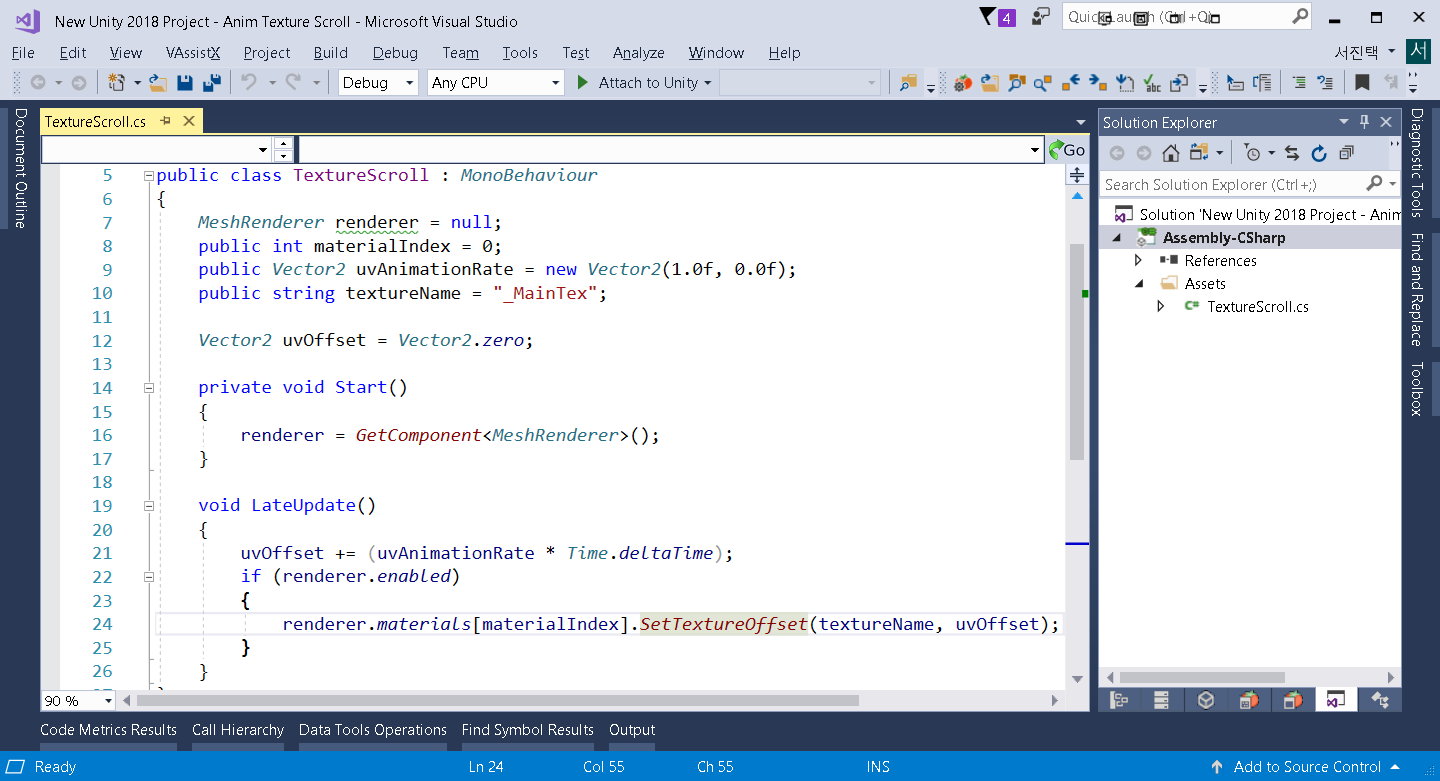 New Unity 2018 Project - Anim Texture Scroll - Microsoft Visual Studio
4
Quick Launch (Ctrl+Q)
File Edit View VAssistX Project Build Debug Team Tools Test Analyze Window Help
서진택 서
Debug Any CPU Attach to Unity
Document Outline
TextureScroll.cs
Go
5 public class TextureScroll : MonoBehaviour
6 {
7 MeshRenderer renderer = null;
8 public int materialIndex = 0;
9 public Vector2 uvAnimationRate = new Vector2(1.0f, 0.0f);
10 public string textureName = "_MainTex";
11
12 Vector2 uvOffset = Vector2.zero;
13
14 private void Start()
15 {
16 renderer = GetComponent<MeshRenderer>();
17 }
18
19 void LateUpdate()
20 {
21 uvOffset += (uvAnimationRate * Time.deltaTime);
22 if (renderer.enabled)
23 {
24 renderer.materials[materialIndex].SetTextureOffset(textureName, uvOffset);
25 }
26 }
90 %
Solution Explorer
Search Solution Explorer (Ctrl+;)
Solution 'New Unity 2018 Project - Anim
Assembly-CSharp
References
Assets
C# TextureScroll.cs
Diagnostic Tools
Find and Replace
Toolbox
Code Metrics Results Call Hierarchy Data Tools Operations Find Symbol Results Output
Ready Ln 24 Col 55 Ch 55 INS Add to Source Control